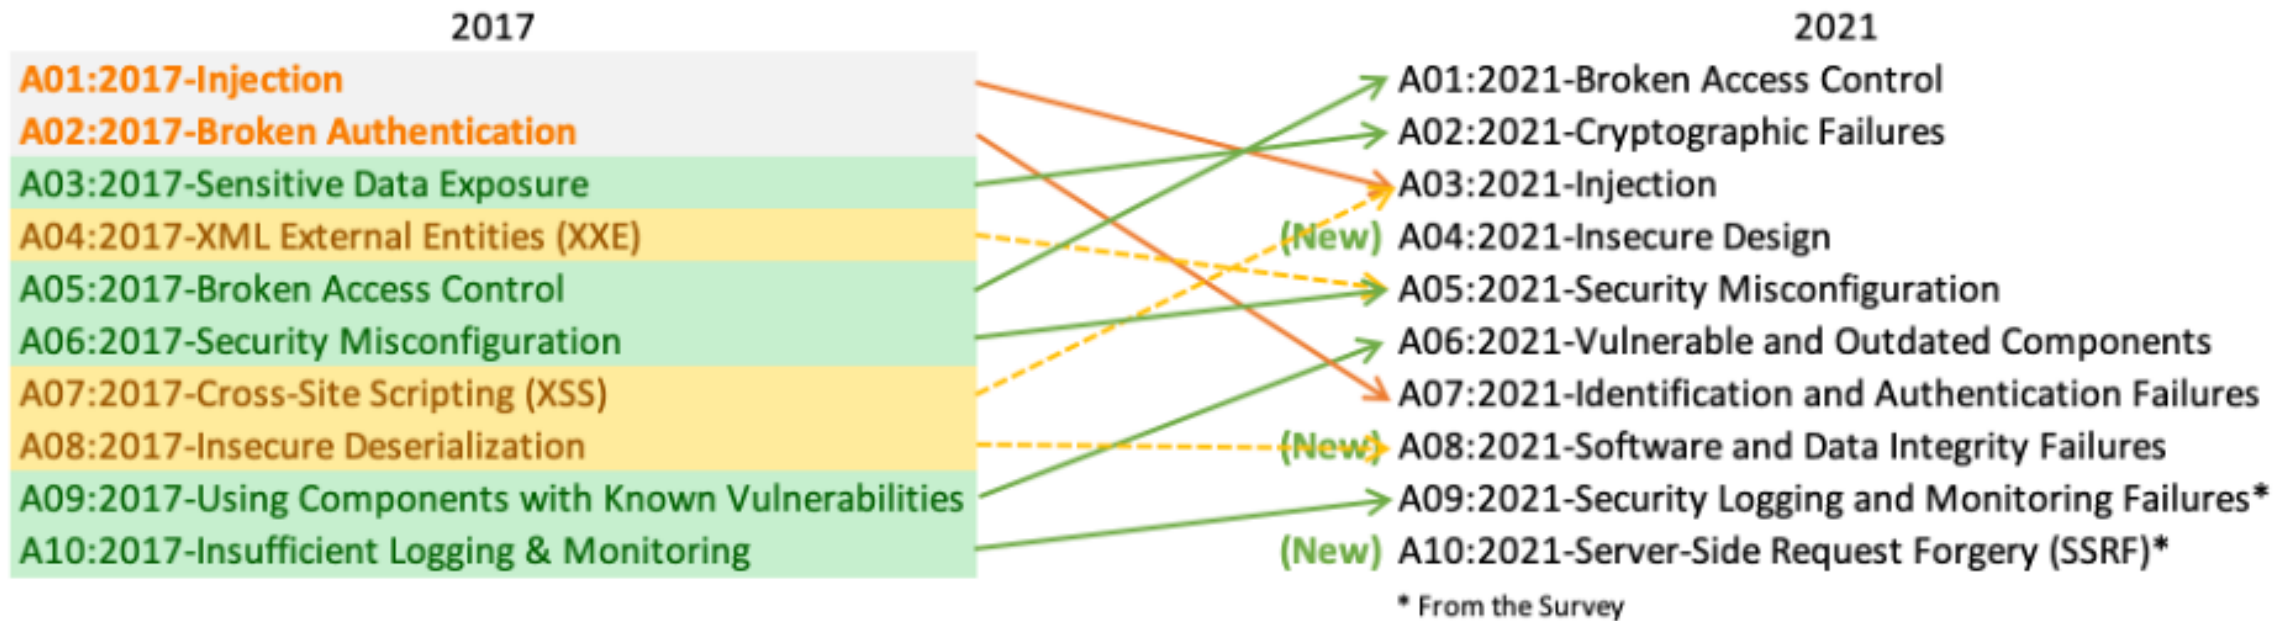 2017
A01:2017-Injection
A02:2017-Broken Authentication
A03:2017-Sensitive Data Exposure
A04:2017-XML External Entities (XXE)
A05:2017-Broken Access Control
A06:2017-Security Misconfiguration
A07:2017-Cross-Site Scripting (XSS)
A08:2017-Insecure Deserialization
A09:2017-Using Components with Known Vulnerabilities
A10:2017-Insufficient Logging & Monitoring
2021
A01:2021-Broken Access Control
A02:2021-Cryptographic Failures
A03:2021-Injection
(New) A04:2021-Insecure Design
A05:2021-Security Misconfiguration
A06:2021-Vulnerable and Outdated Components
A07:2021-Identification and Authentication Failures
(New) A08:2021-Software and Data Integrity Failures
A09:2021-Security Logging and Monitoring Failures*
(New) A10:2021-Server-Side Request Forgery (SSRF)*
* From the Survey